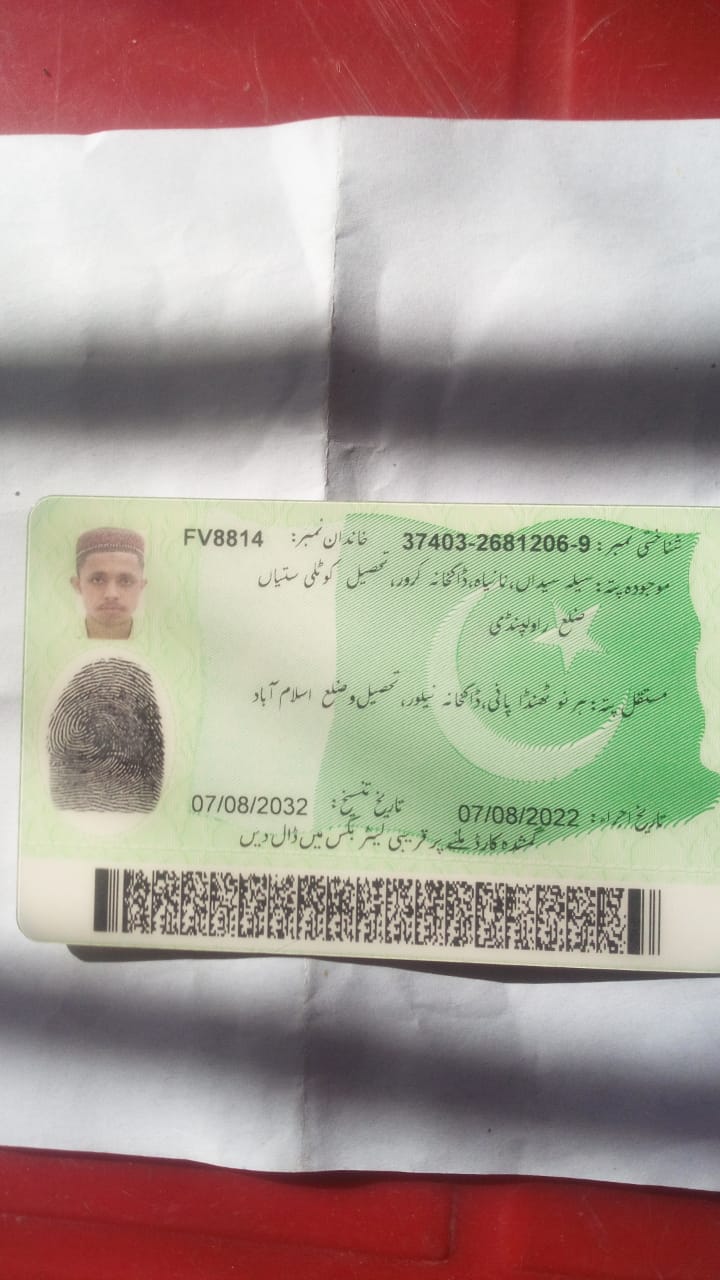 شناختی نمبر: 37403-2681206-9 خاندان نمبر: FV8814
موجودہ پتہ: سیلہ سیداں، نانیاہ، ڈاکخانہ کرور، تحصیل کوٹلی ستیاں
ضلع راولپنڈی
مستقل پتہ: ہر نو ٹھنڈا پانی، ڈاکخانہ نیلور، تحصیل و ضلع اسلام آباد
تاریخ اجراء: 07/08/2022 تاریخ تنسیخ: 07/08/2032
گمشدہ کارڈ ملنے پر قریبی لیٹر بکس میں ڈال دیں